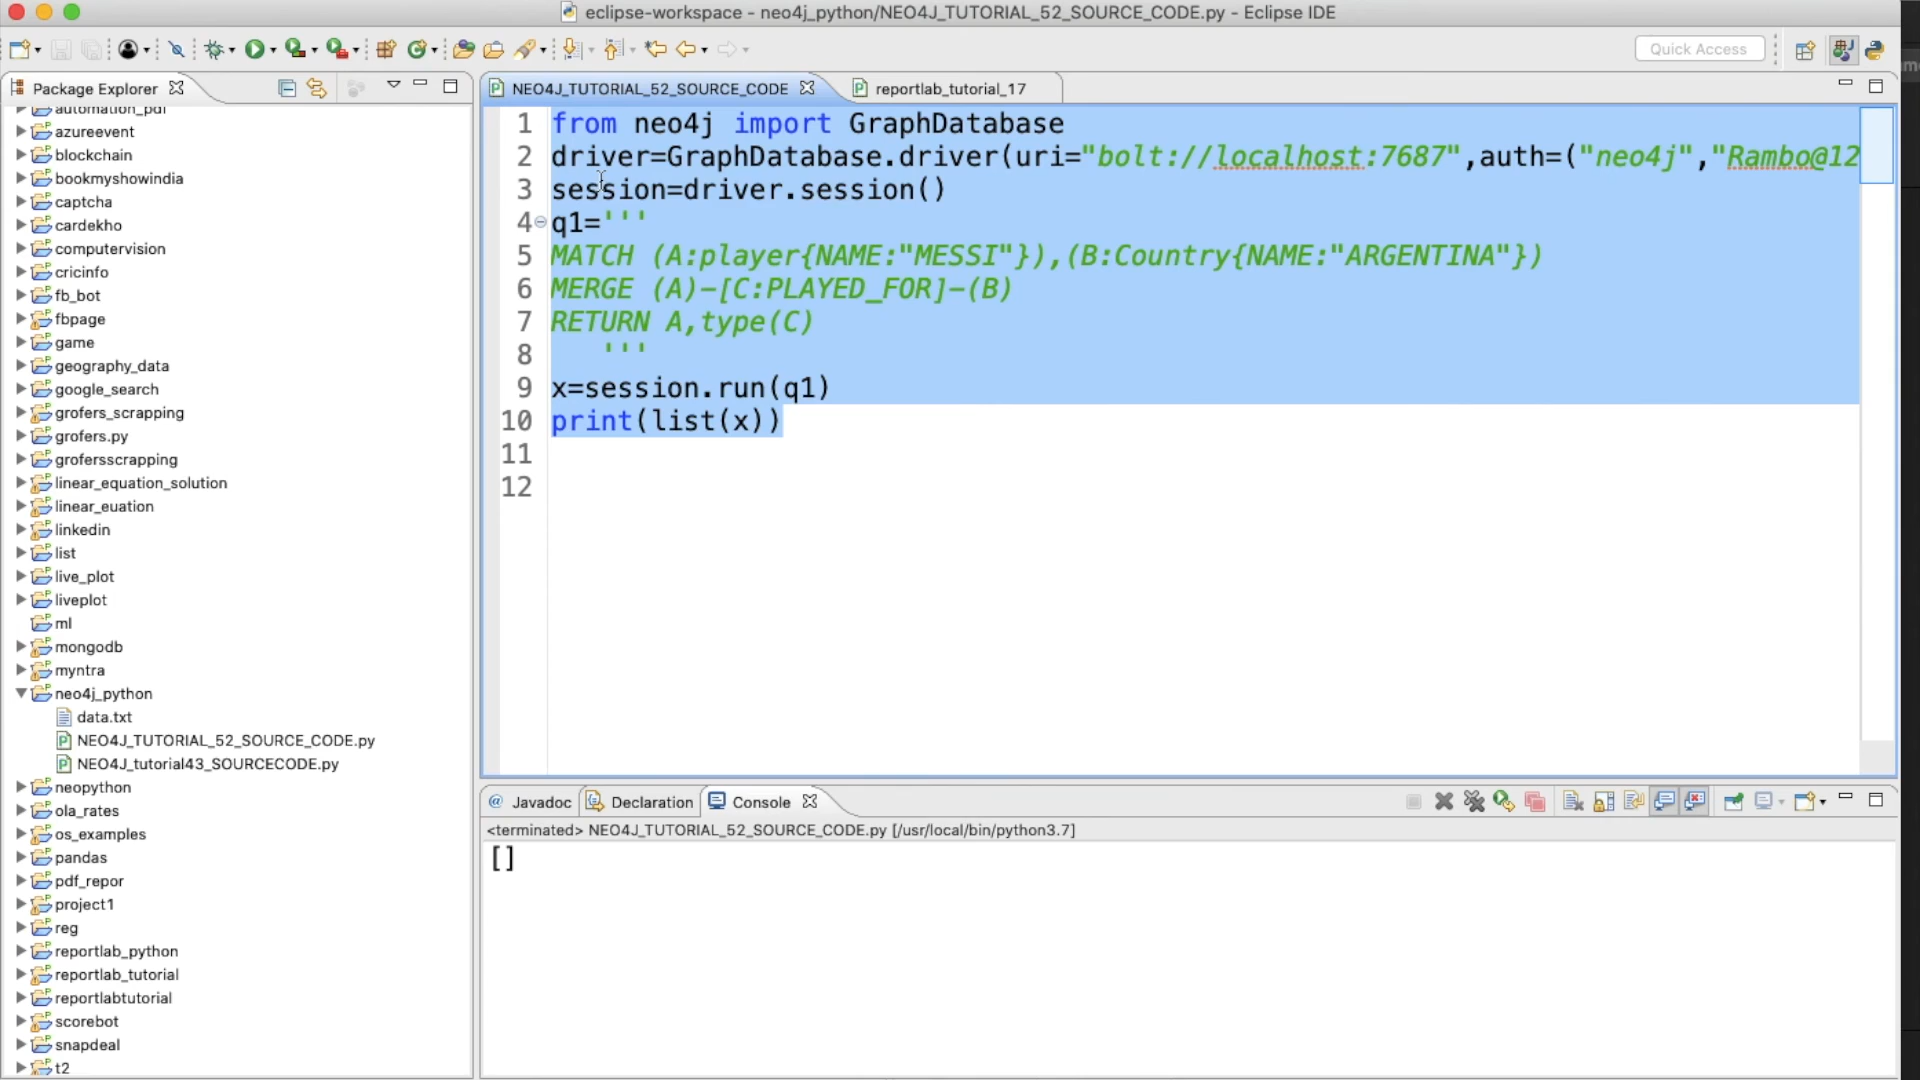 eclipse-workspace - neo4j_python/NEO4J_TUTORIAL_52_SOURCE_CODE.py - Eclipse IDE
Quick Access
Package Explorer
NEO4J_TUTORIAL_52_SOURCE_CODE
reportlab_tutorial_17
automation_pdf
azureevent
blockchain
bookmyshowindia
captcha
cardekho
computervision
cricinfo
fb_bot
fbpage
game
geography_data
google_search
grofers_scrapping
grofers.py
grofersscrapping
linear_equation_solution
linear_euation
linkedin
list
live_plot
liveplot
ml
mongodb
myntra
neo4j_python
data.txt
NEO4J_TUTORIAL_52_SOURCE_CODE.py
NEO4J_tutorial43_SOURCECODE.py
neopython
ola_rates
os_examples
pandas
pdf_repor
project1
reg
reportlab_python
reportlab_tutorial
reportlabtutorial
scorebot
snapdeal
t2
1 from neo4j import GraphDatabase
2 driver=GraphDatabase.driver(uri="bolt://localhost:7687",auth=("neo4j","Rambo@12
3 session=driver.session()
4 q1='''
5 MATCH (A:player{NAME:"MESSI"}),(B:Country{NAME:"ARGENTINA"})
6 MERGE (A)-[C:PLAYED_FOR]-(B)
7 RETURN A,type(C)
8 '''
9 x=session.run(q1)
10 print(list(x))
11
12
Javadoc
Declaration
Console
<terminated> NEO4J_TUTORIAL_52_SOURCE_CODE.py [/usr/local/bin/python3.7]
[]